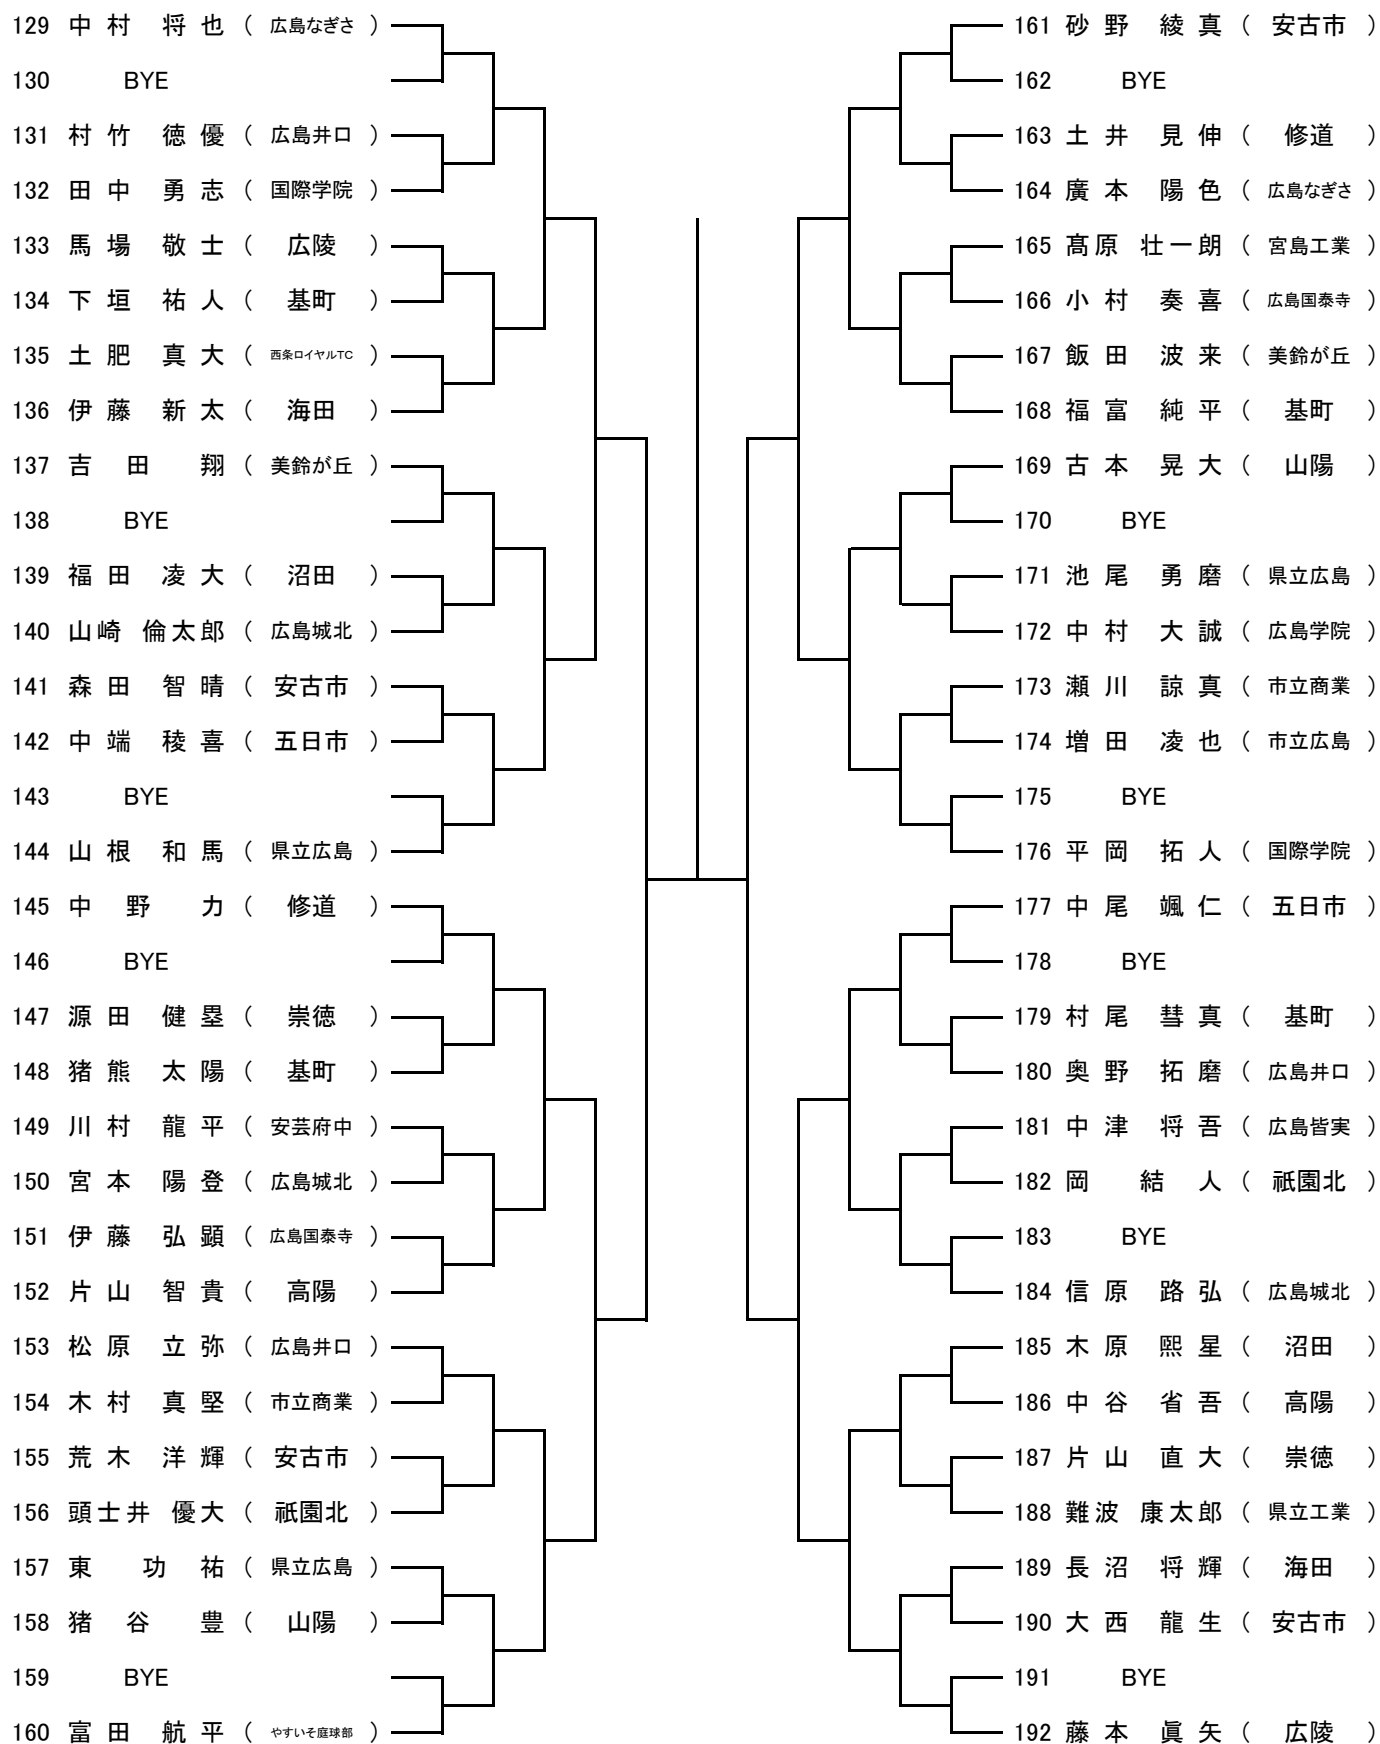 129 中村 将也 ( 広島なぎさ )
130 BYE
131 村竹 徳優 ( 広島井口 )
132 田中 勇志 ( 国際学院 )
133 馬場 敬士 ( 広陵 )
134 下垣 祐人 ( 基町 )
135 土肥 真大 ( 西条ロイヤルTC )
136 伊藤 新太 ( 海田 )
137 吉田 翔 ( 美鈴が丘 )
138 BYE
139 福田 凌大 ( 沼田 )
140 山崎 倫太郎 ( 広島城北 )
141 森田 智晴 ( 安古市 )
142 中端 稜喜 ( 五日市 )
143 BYE
144 山根 和馬 ( 県立広島 )
145 中野 力 ( 修道 )
146 BYE
147 源田 健塁 ( 崇徳 )
148 猪熊 太陽 ( 基町 )
149 川村 龍平 ( 安芸府中 )
150 宮本 陽登 ( 広島城北 )
151 伊藤 弘顕 ( 広島国泰寺 )
152 片山 智貴 ( 高陽 )
153 松原 立弥 ( 広島井口 )
154 木村 真堅 ( 市立商業 )
155 荒木 洋輝 ( 安古市 )
156 頭士井 優大 ( 祇園北 )
157 東 功祐 ( 県立広島 )
158 猪谷 豊 ( 山陽 )
159 BYE
160 富田 航平 ( やすいそ庭球部 )
161 砂野 綾真 ( 安古市 )
162 BYE
163 土井 見伸 ( 修道 )
164 廣本 陽色 ( 広島なぎさ )
165 髙原 壮一朗 ( 宮島工業 )
166 小村 奏喜 ( 広島国泰寺 )
167 飯田 波来 ( 美鈴が丘 )
168 福富 純平 ( 基町 )
169 古本 晃大 ( 山陽 )
170 BYE
171 池尾 勇磨 ( 県立広島 )
172 中村 大誠 ( 広島学院 )
173 瀬川 諒真 ( 市立商業 )
174 増田 凌也 ( 市立広島 )
175 BYE
176 平岡 拓人 ( 国際学院 )
177 中尾 颯仁 ( 五日市 )
178 BYE
179 村尾 彗真 ( 基町 )
180 奥野 拓磨 ( 広島井口 )
181 中津 将吾 ( 広島皆実 )
182 岡 結人 ( 祇園北 )
183 BYE
184 信原 路弘 ( 広島城北 )
185 木原 熙星 ( 沼田 )
186 中谷 省吾 ( 高陽 )
187 片山 直大 ( 崇徳 )
188 難波 康太郎 ( 県立工業 )
189 長沼 将輝 ( 海田 )
190 大西 龍生 ( 安古市 )
191 BYE
192 藤本 眞矢 ( 広陵 )